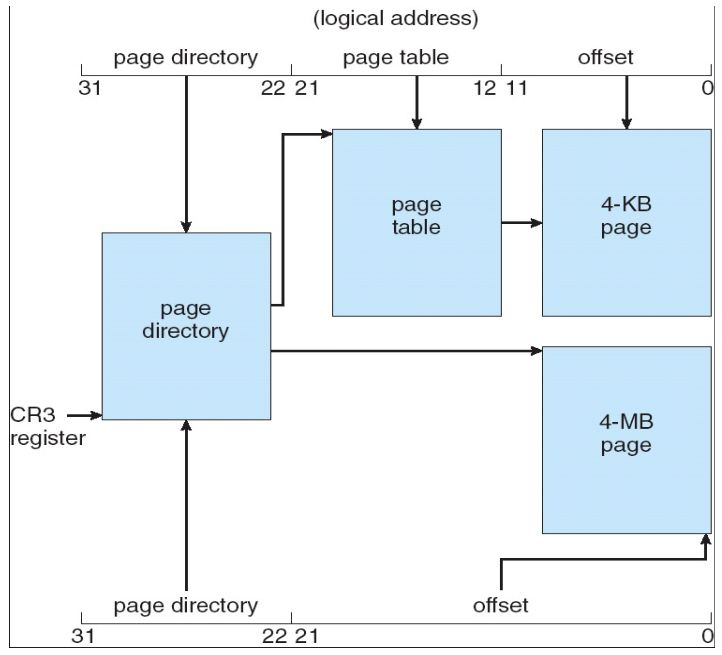 (logical address)
page directory page table offset
31 22 21 12 11 0
page
table
4-KB
page
page
directory
CR3
register
4-MB
page
page directory offset
31 22 21 0